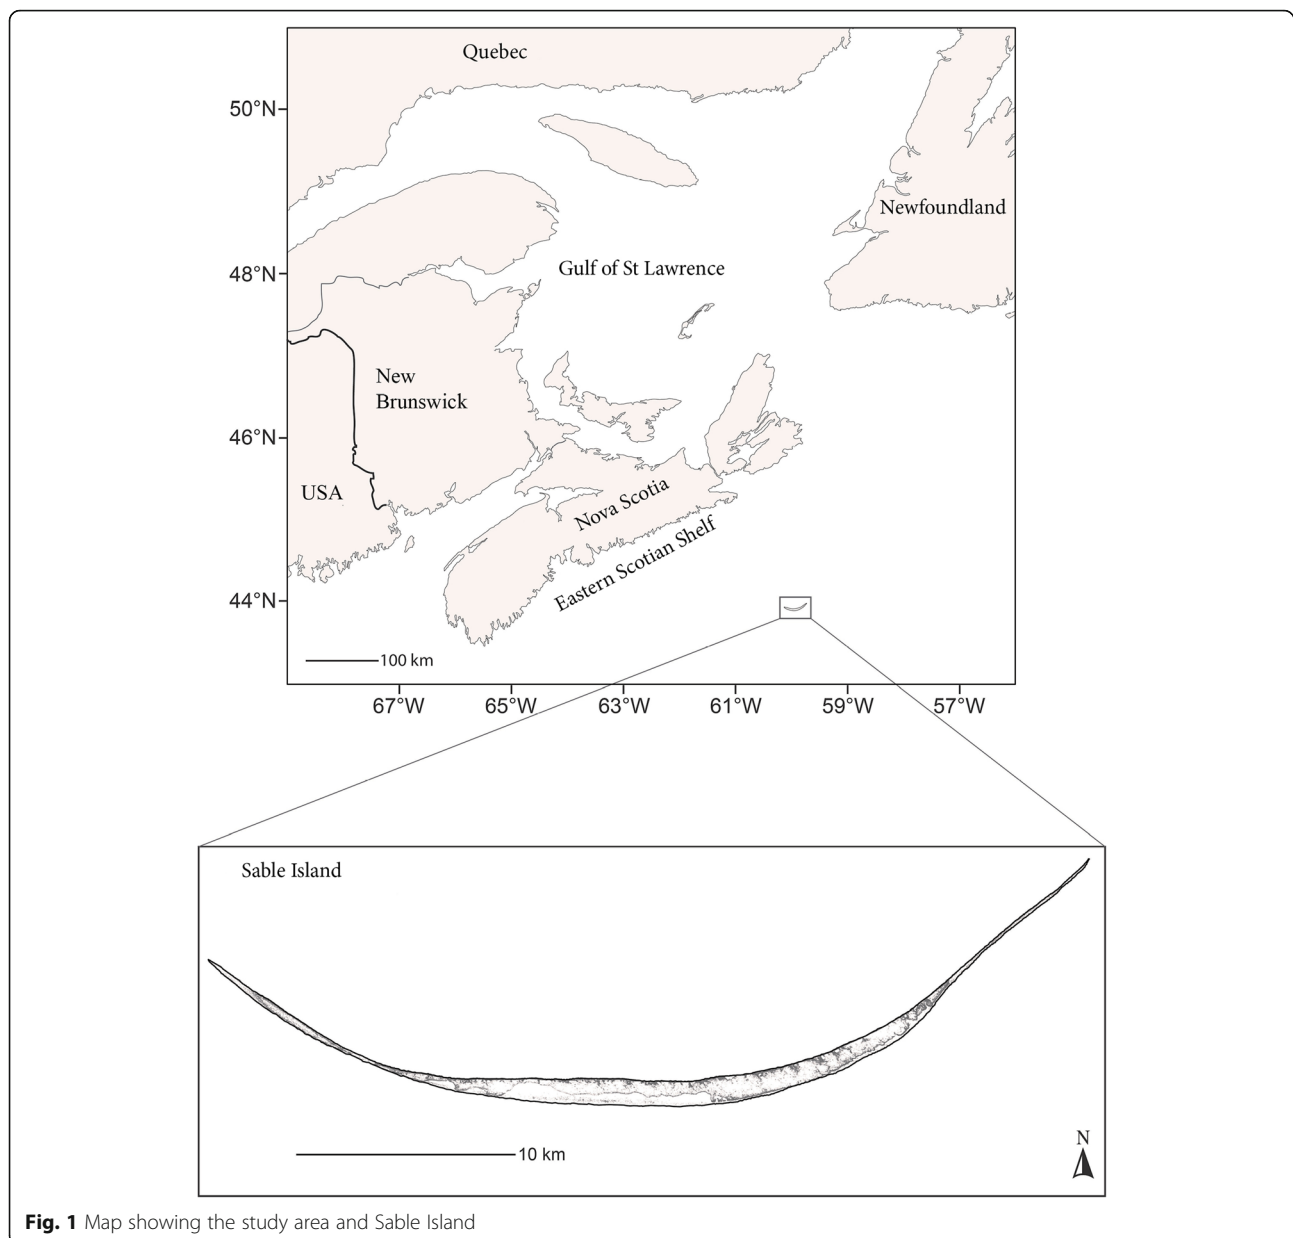 Quebec
50°N
Newfoundland
48°N
Gulf of St Lawrence
New
Brunswick
46°N
USA
Nova Scotia
Eastern Scotian Shelf
44°N
100 km
67°W 65°W 63°W 61°W 59°W 57°W
Sable Island
N
10 km
Fig. 1 Map showing the study area and Sable Island